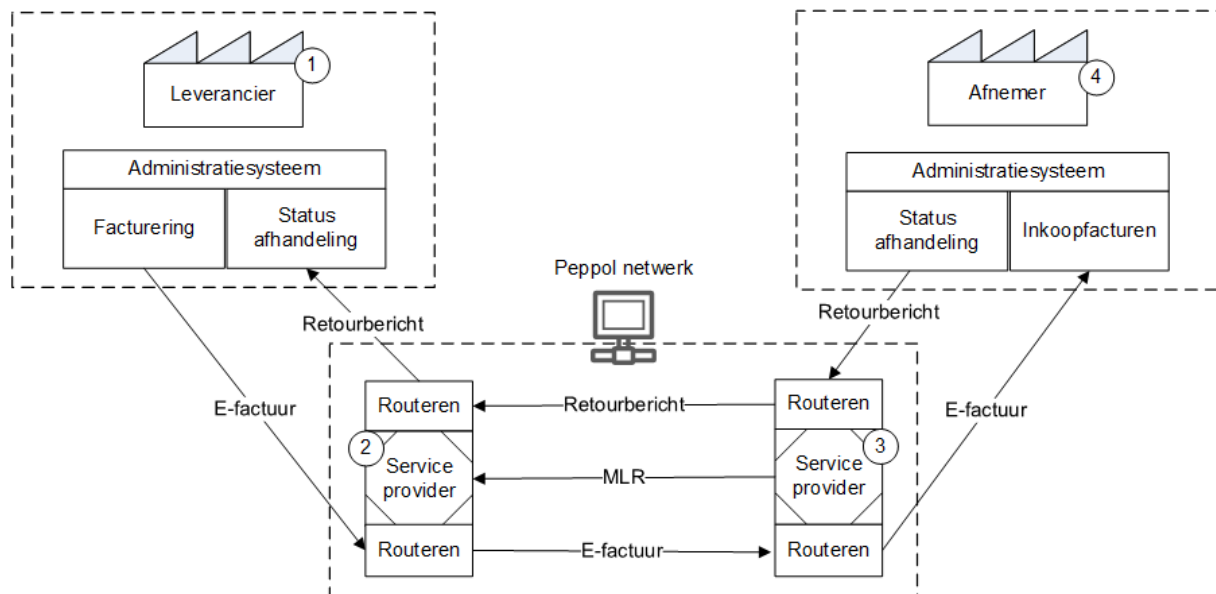 1
Leverancier
Administratiesysteem
Facturering
Status
afhandeling
4
Afnemer
Administratiesysteem
Status
afhandeling
Inkoopfacturen
Peppol netwerk
Retourbericht
Retourbericht
E-factuur
E-factuur
Routeren
Retourbericht
Routeren
2
Service
provider
MLR
3
Service
provider
Routeren
E-factuur
Routeren